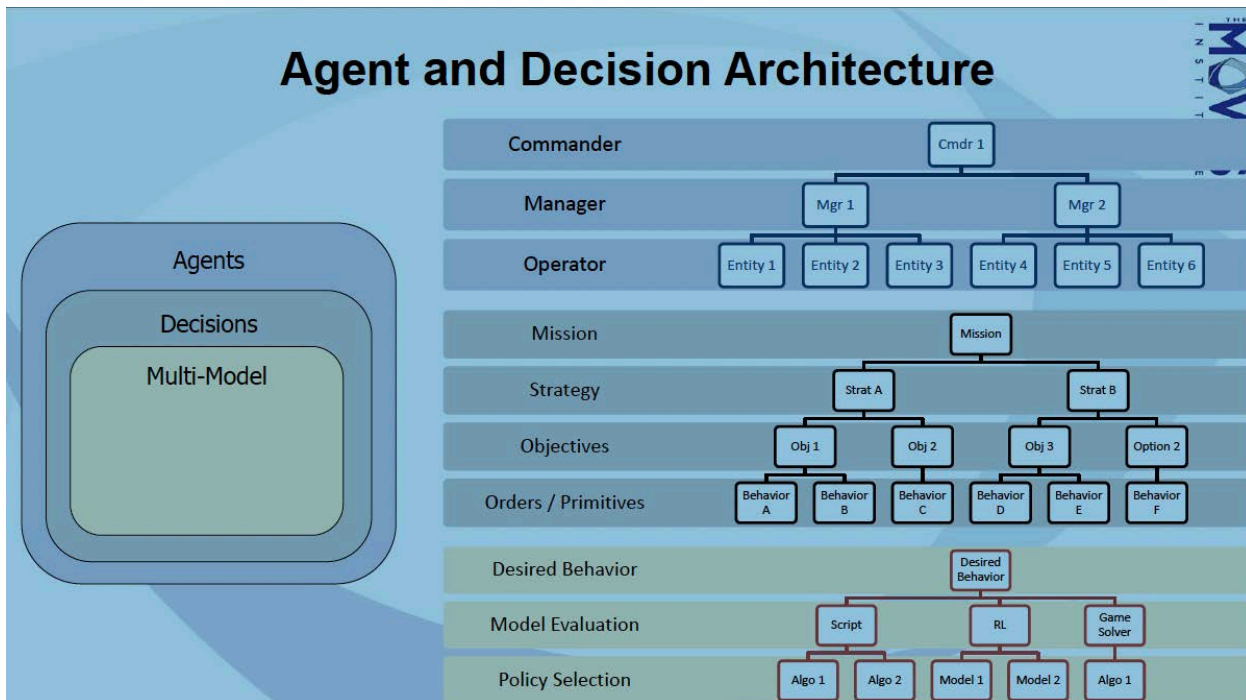 THE
MOV
INSTIT
E
S
Agent and Decision Architecture
Agents
Decisions
Multi-Model
Commander
Cmdr 1
Manager
Mgr 1
Mgr 2
Operator
Entity 1
Entity 2
Entity 3
Entity 4
Entity 5
Entity 6
Mission
Mission
Strategy
Strat A
Strat B
Objectives
Obj 1
Obj 2
Obj 3
Option 2
Orders / Primitives
Behavior
A
Behavior
B
Behavior
C
Behavior
D
Behavior
E
Behavior
F
Desired Behavior
Desired
Behavior
Model Evaluation
Script
RL
Game
Solver
Policy Selection
Algo 1
Algo 2
Model 1
Model 2
Algo 1